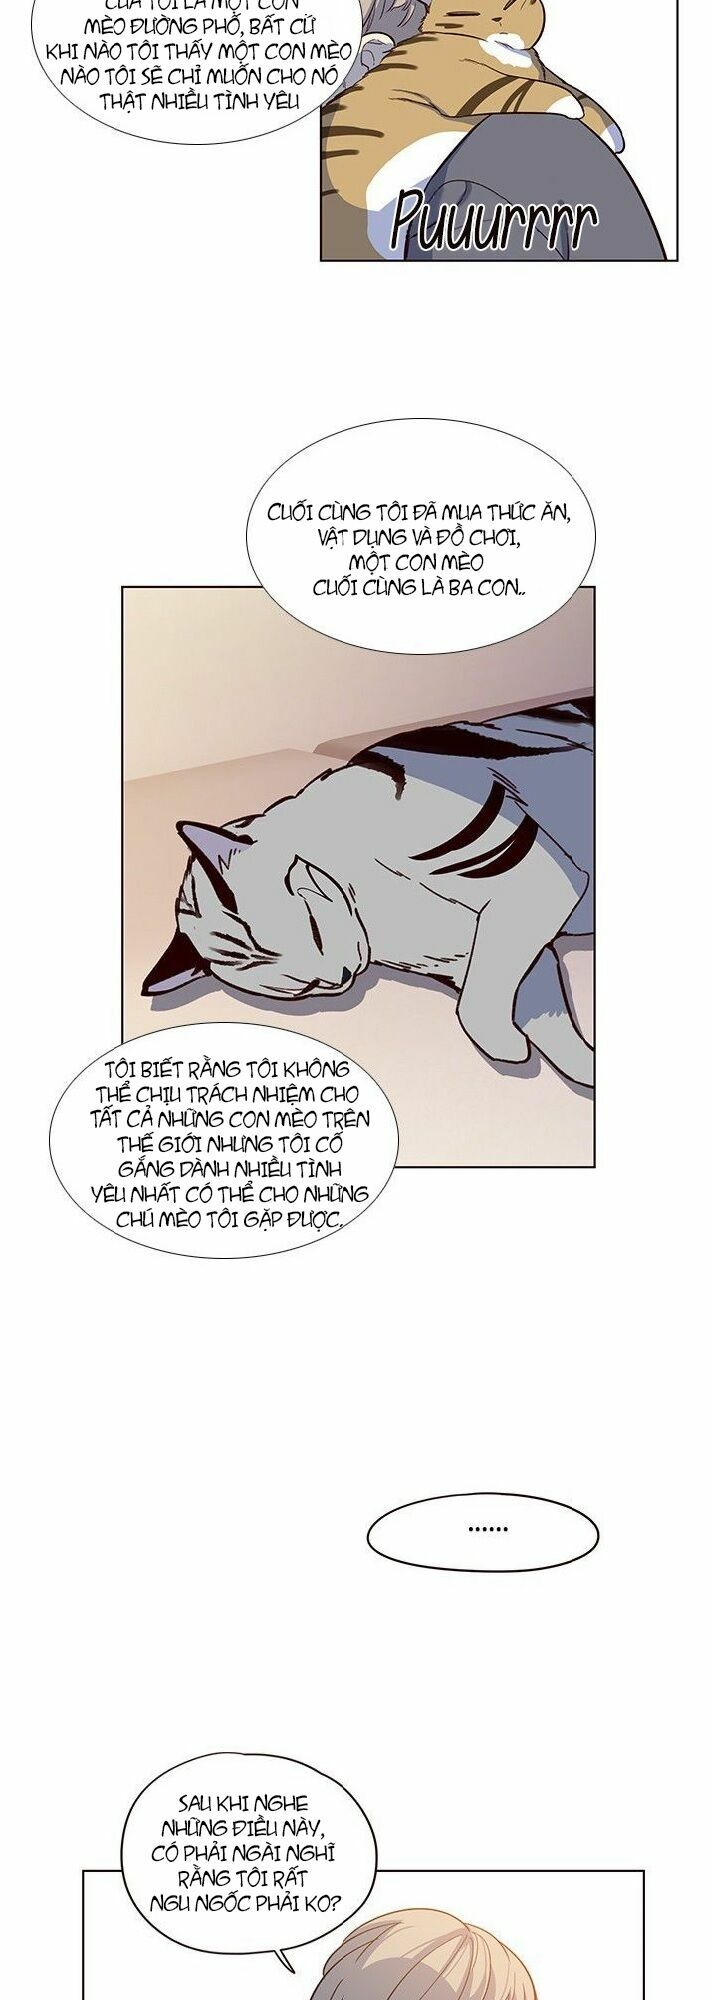 CỦA TÔI LÀ MỘT CON
MÈO ĐƯỜNG PHỐ, BẤT CỨ
KHI NÀO TÔI THẤY MỘT CON MÈO
NÀO TÔI SẼ CHỈ MUỐN CHO NÓ
THẬT NHIỀU TÌNH YÊU
Puuurrrr
CUỐI CÙNG TÔI ĐÃ MUA THỨC ĂN,
VẬT DỤNG VÀ ĐỒ CHƠI,
MỘT CON MÈO
CUỐI CÙNG LÀ BA CON..
TÔI BIẾT RẰNG TÔI KHÔNG
THỂ CHỊU TRÁCH NHIỆM CHO
TẤT CẢ NHỮNG CON MÈO TRÊN
THẾ GIỚI NHƯNG TÔI CỐ
GẮNG DÀNH NHIỀU TÌNH
YÊU NHẤT CÓ THỂ CHO NHỮNG
CHÚ MÈO TÔI GẶP ĐƯỢC.
......
SAU KHI NGHE
NHỮNG ĐIỀU NÀY,
CÓ PHẢI NGÀI NGHĨ
RẰNG TÔI RẤT
NGU NGỐC PHẢI KO?